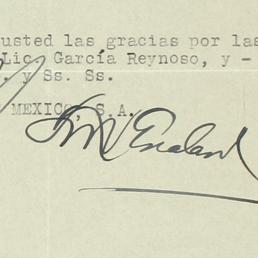 usted las gracias por las
Lic. García Reynoso, y -
. y Ss. Ss.
MEXICO, S.A.